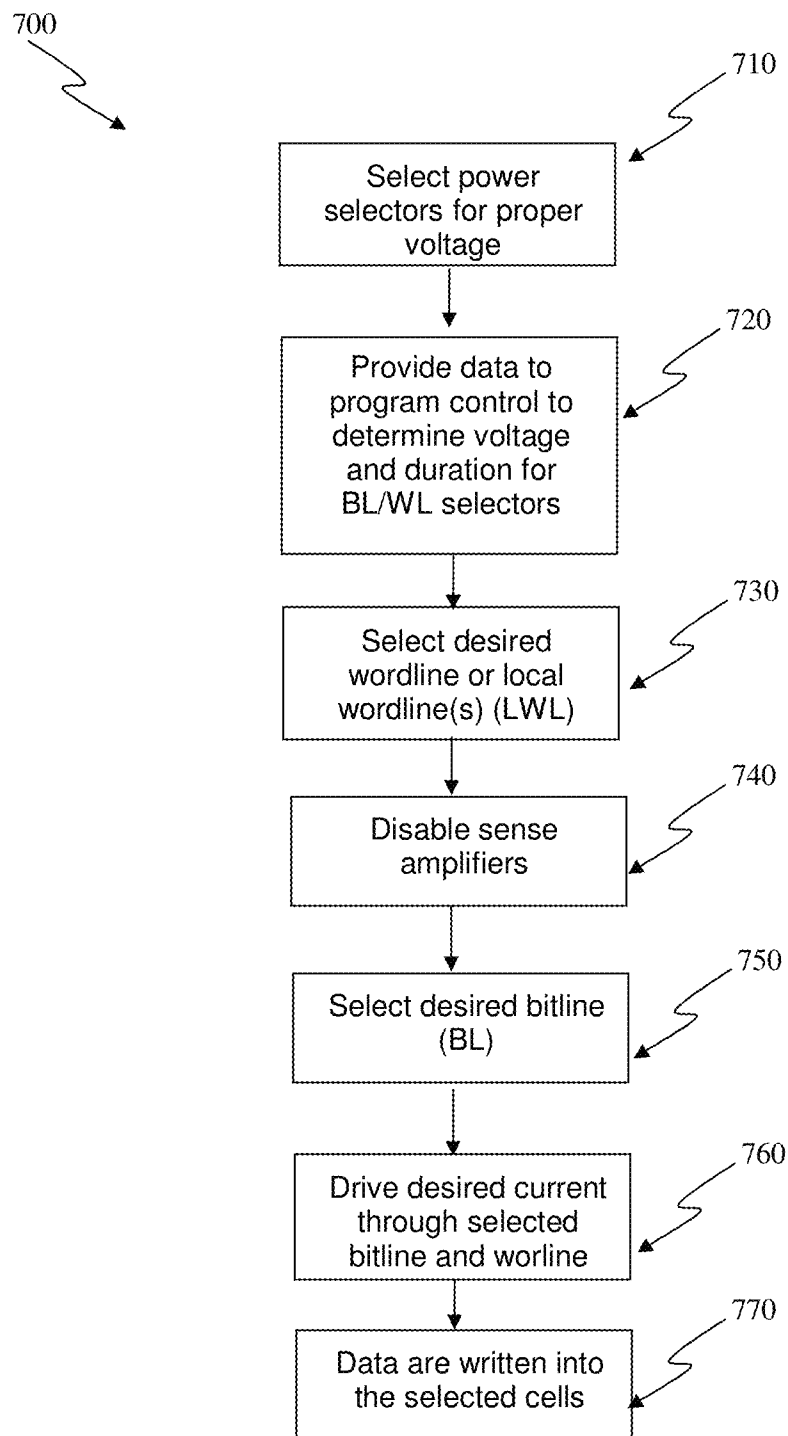 700
710
Select power
selectors for proper
voltage
720
Provide data to
program control to
determine voltage
and duration for
BL/WL selectors
730
Select desired
wordline or local
wordline(s) (LWL)
740
Disable sense
amplifiers
750
Select desired bitline
(BL)
760
Drive desired current
through selected
bitline and worline
770
Data are written into
the selected cells